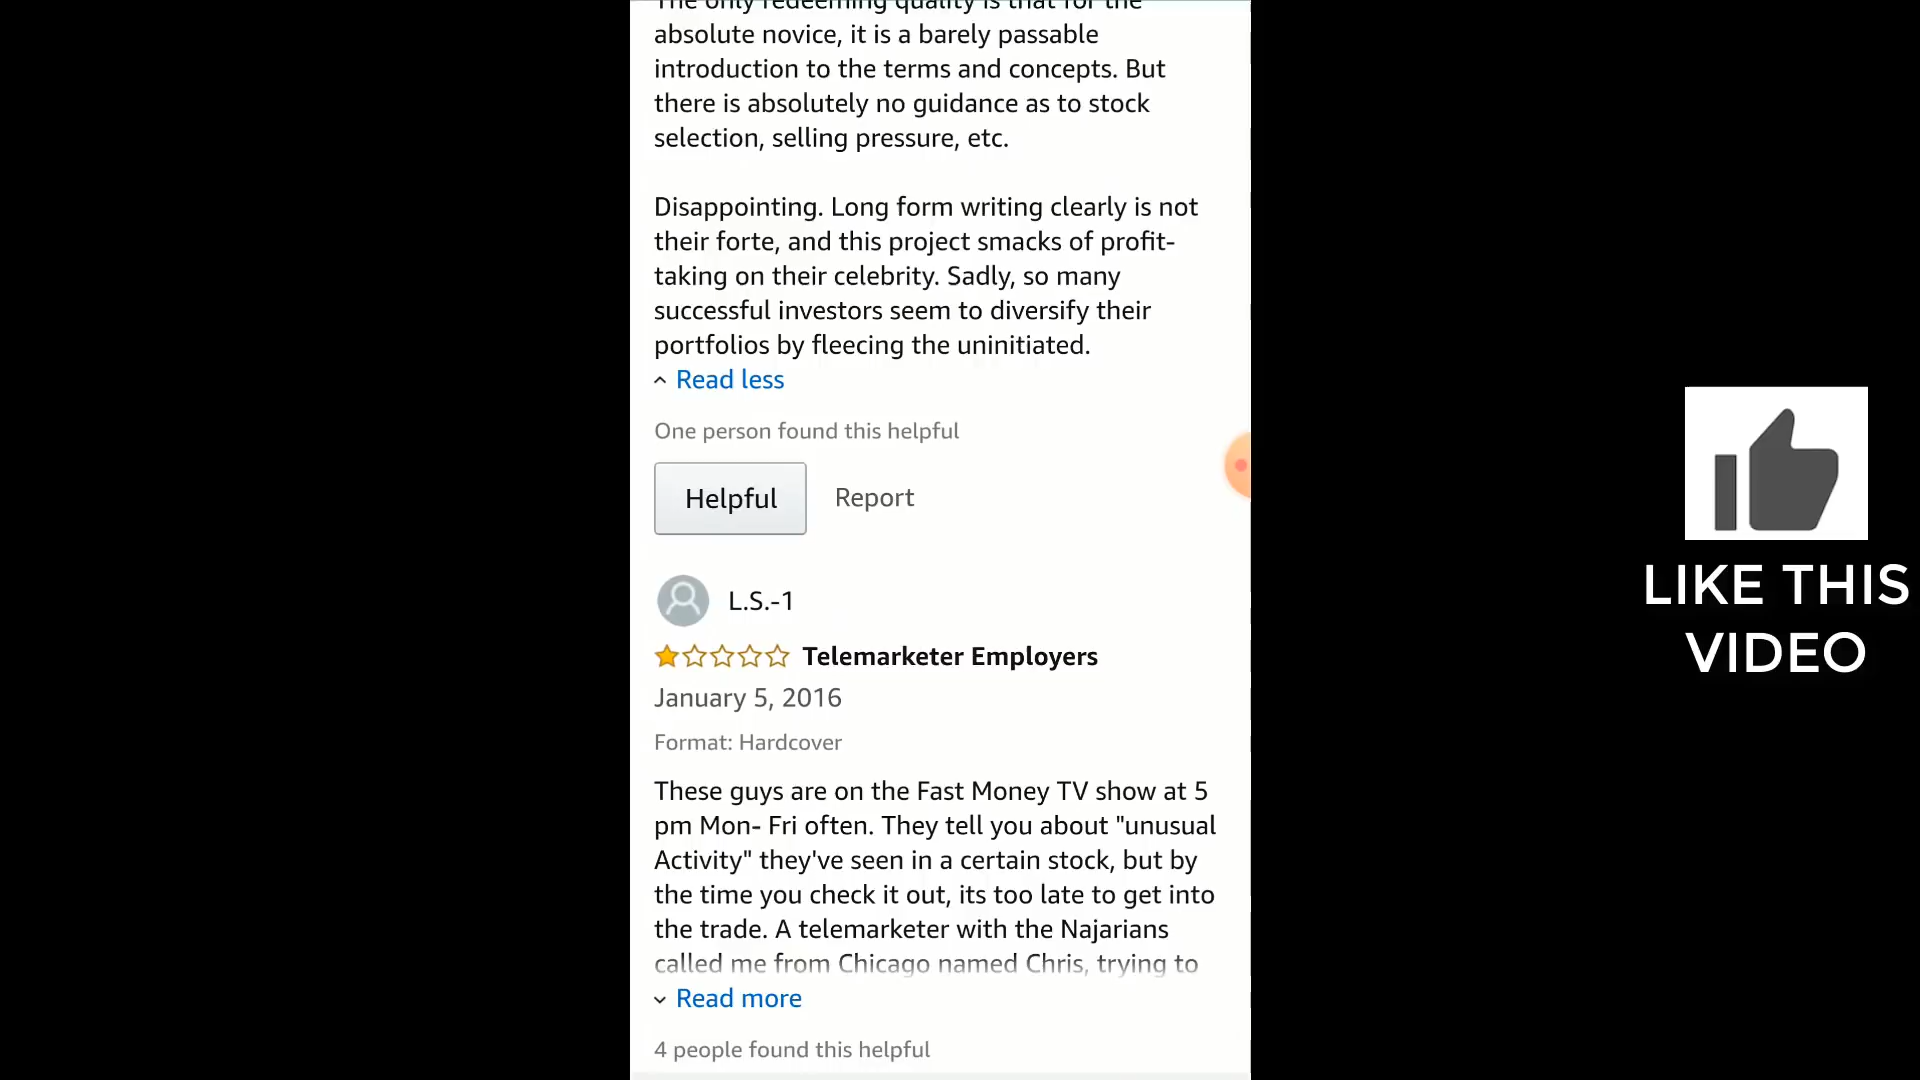 The only redeeming quality is that for the
absolute novice, it is a barely passable
introduction to the terms and concepts. But
there is absolutely no guidance as to stock
selection, selling pressure, etc.
Disappointing. Long form writing clearly is not
their forte, and this project smacks of profit-
taking on their celebrity. Sadly, so many
successful investors seem to diversify their
portfolios by fleecing the uninitiated.
Read less
One person found this helpful
Helpful Report
L.S.-1
Telemarketer Employers
January 5, 2016
Format: Hardcover
These guys are on the Fast Money TV show at 5
pm Mon- Fri often. They tell you about "unusual
Activity" they've seen in a certain stock, but by
the time you check it out, its too late to get into
the trade. A telemarketer with the Najarians
called me from Chicago named Chris, trying to
Read more
4 people found this helpful
LIKE THIS
VIDEO